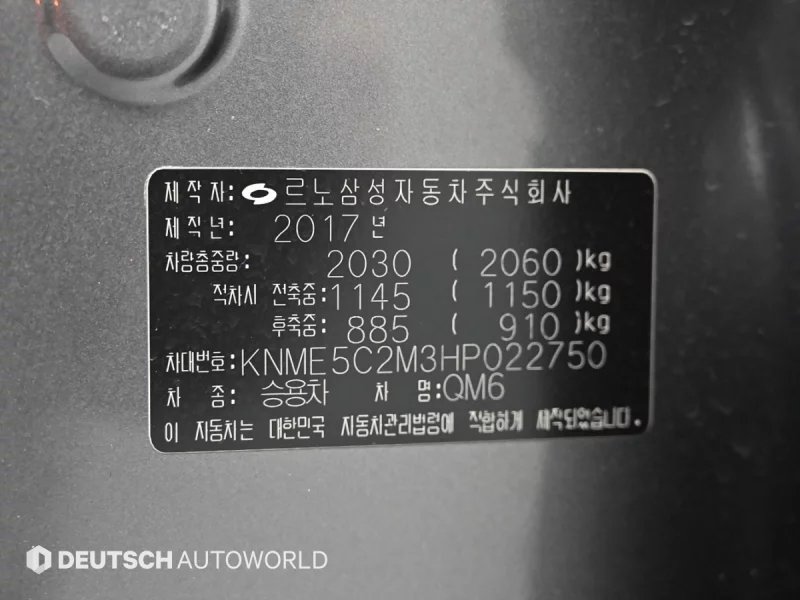 제 작 자: 르노삼성자동차주식회사
제 작 년: 2017 년
차량총중량: 2030 ( 2060 )kg
적차시 전축중: 1145 ( 1150 )kg
후축중: 885 ( 910 )kg
차대번호: KNME5C2M3HP022750
차 종: 승용차 차 명: QM6
이 자동차는 대한민국 자동차관리법령에 적합하게 제작되었습니다.
DEUTSCH AUTOWORLD